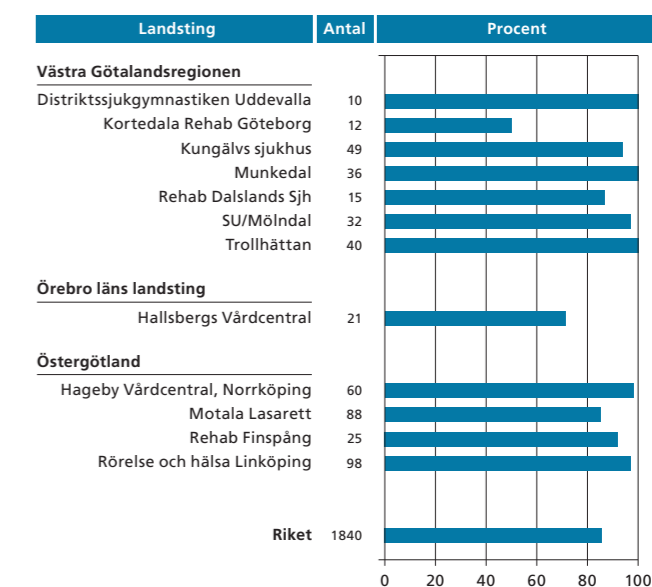 Landsting Antal Procent
Västra Götalandsregionen
Distriktssjukgymnastiken Uddevalla 10
Kortedala Rehab Göteborg 12
Kungälvs sjukhus 49
Munkedal 36
Rehab Dalslands Sjh 15
SU/Mölndal 32
Trollhättan 40
Örebro läns landsting
Hallsbergs Vårdcentral 21
Östergötland
Hageby Vårdcentral, Norrköping 60
Motala Lasarett 88
Rehab Finspång 25
Rörelse och hälsa Linköping 98
Riket 1840
0 20 40 60 80 100